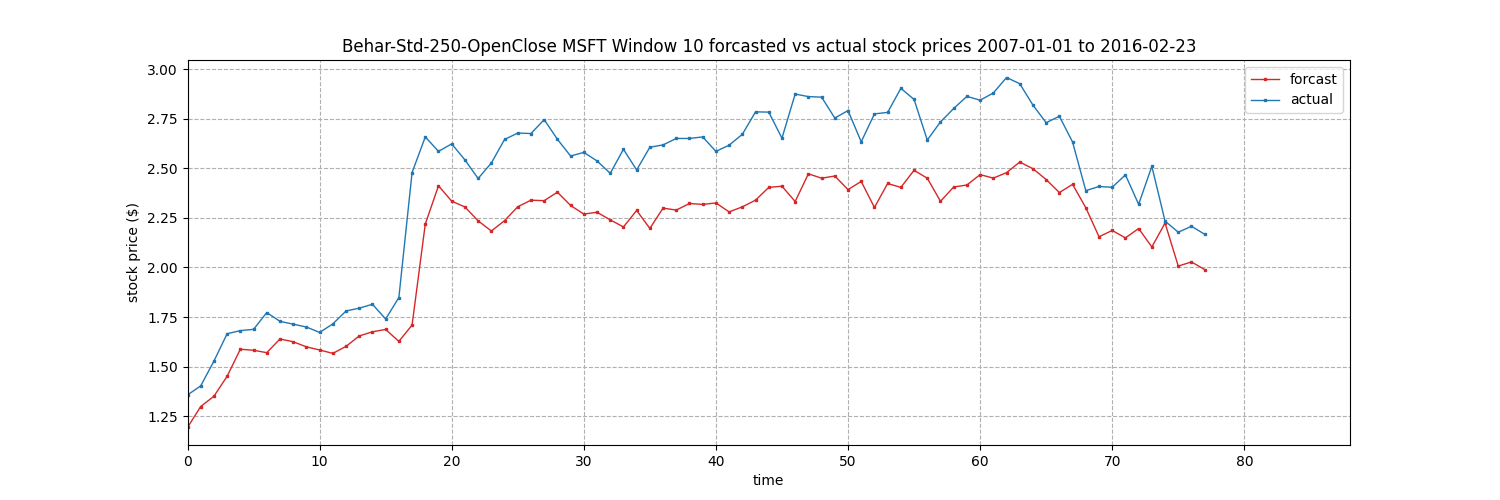 Behar-Std-250-OpenClose MSFT Window 10 forcasted vs actual stock prices 2007-01-01 to 2016-02-23
forcast
actual
3.00
2.75
2.50
2.25
2.00
1.75
1.50
1.25
stock price ($)
0 10 20 30 40 50 60 70 80
time